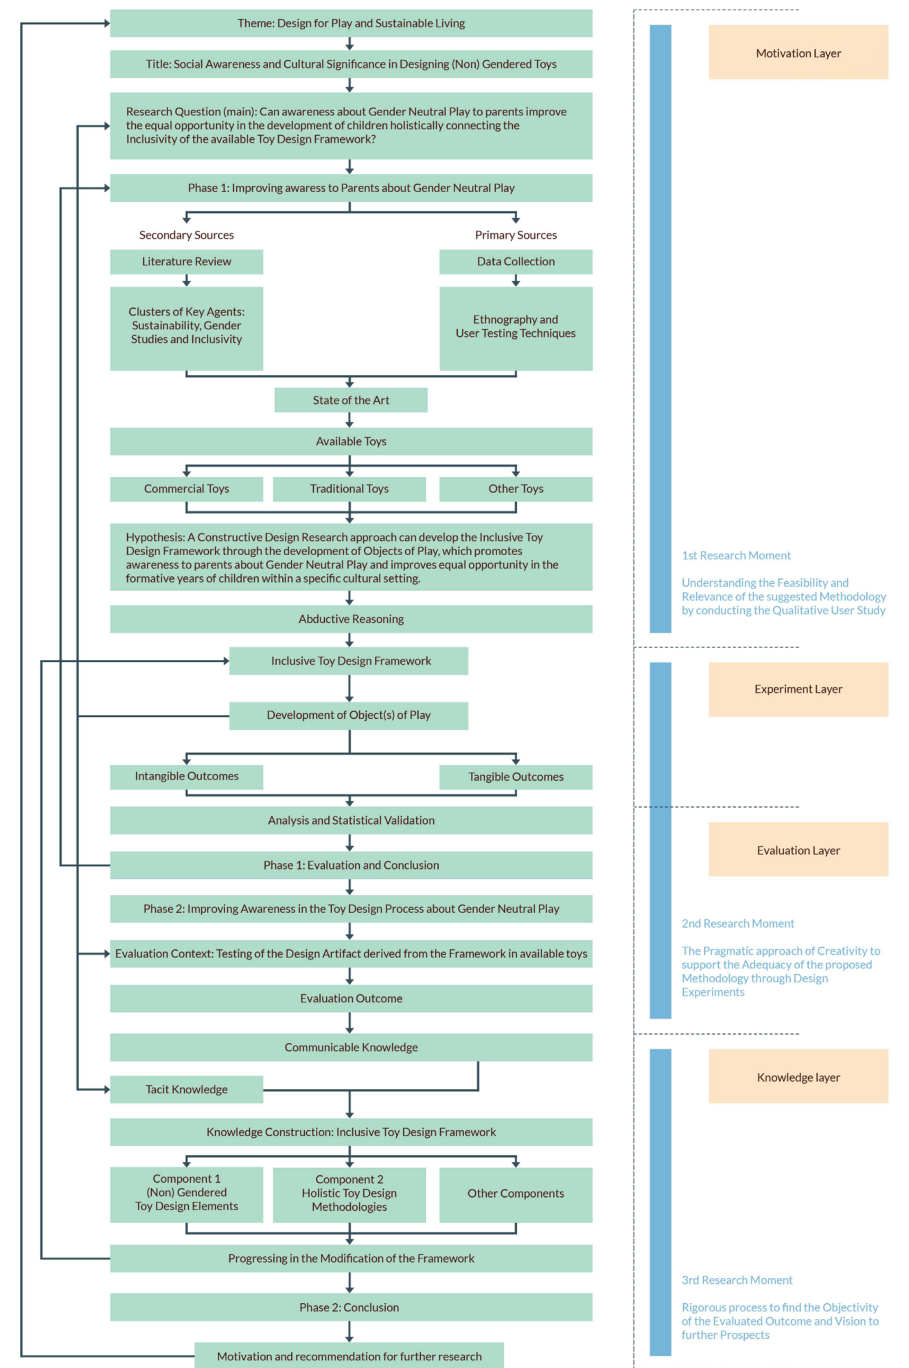 Theme: Design for Play and Sustainable Living
Title: Social Awareness and Cultural Significance in Designing (Non) Gendered Toys
Research Question (main): Can awareness about Gender Neutral Play to parents improve
the equal opportunity in the development of children holistically connecting the
Inclusivity of the available Toy Design Framework?
Phase 1: Improving awaress to Parents about Gender Neutral Play
Secondary Sources
Primary Sources
Literature Review
Data Collection
Clusters of Key Agents:
Sustainability, Gender
Studies and Inclusivity
Ethnography and
User Testing Techniques
State of the Art
Available Toys
Commercial Toys
Traditional Toys
Other Toys
Hypothesis: A Constructive Design Research approach can develop the Inclusive Toy
Design Framework through the development of Objects of Play, which promotes
awareness to parents about Gender Neutral Play and improves equal opportunity in the
formative years of children within a specific cultural setting.
Abductive Reasoning
Inclusive Toy Design Framework
Development of Object(s) of Play
Intangible Outcomes
Tangible Outcomes
Analysis and Statistical Validation
Phase 1: Evaluation and Conclusion
Phase 2: Improving Awareness in the Toy Design Process about Gender Neutral Play
Evaluation Context: Testing of the Design Artifact derived from the Framework in available toys
Evaluation Outcome
Communicable Knowledge
Tacit Knowledge
Knowledge Construction: Inclusive Toy Design Framework
Component 1
(Non) Gendered
Toy Design Elements
Component 2
Holistic Toy Design
Methodologies
Other Components
Progressing in the Modification of the Framework
Phase 2: Conclusion
Motivation and recommendation for further research
Motivation Layer
1st Research Moment
Understanding the Feasibility and
Relevance of the suggested Methodology
by conducting the Qualitative User Study
Experiment Layer
Evaluation Layer
2nd Research Moment
The Pragmatic approach of Creativity to
support the Adequacy of the proposed
Methodology through Design
Experiments
Knowledge layer
3rd Research Moment
Rigorous process to find the Objectivity
of the Evaluated Outcome and Vision to
further Prospects